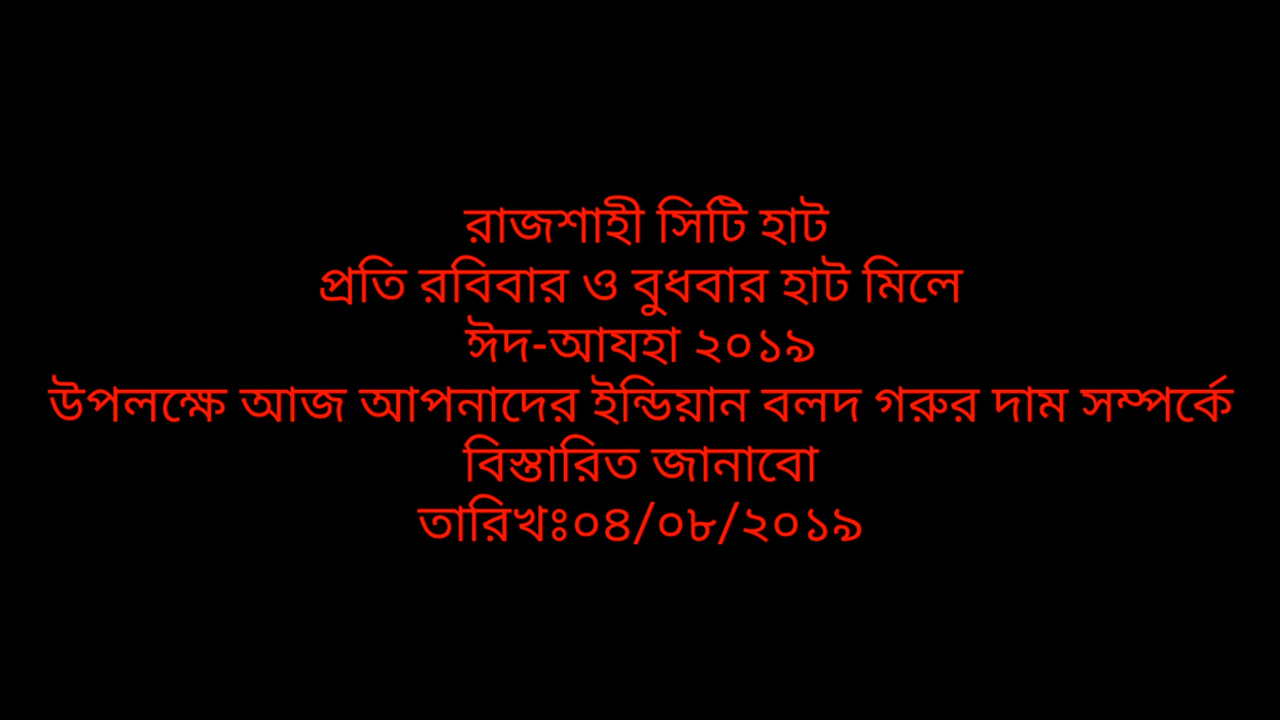 রাজশাহী সিটি হাট
প্রতি রবিবার ও বুধবার হাট মিলে
ঈদ-আযহা ২০১৯
উপলক্ষে আজ আপনাদের ইন্ডিয়ান বলদ গরুর দাম সম্পর্কে
বিস্তারিত জানাবো
তারিখঃ০৪/০৮/২০১৯